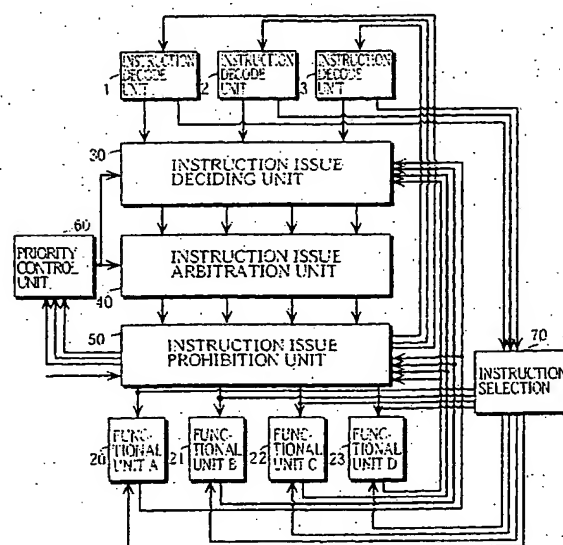 INSTRUCTION
DECODE
UNIT
1
INSTRUCTION
DECODE
UNIT
2
INSTRUCTION
DECODE
UNIT
3
30
INSTRUCTION ISSUE
DECIDING UNIT
60
PRIORITY
CONTROL
UNIT
INSTRUCTION ISSUE
ARBITRATION UNIT
40
50
INSTRUCTION ISSUE
PROHIBITION UNIT
70
INSTRUCTION
SELECTION
FUNC-
TIONAL
UNIT A
20
FUNC-
TIONAL
UNIT B
21
FUNC-
TIONAL
UNIT C
22
FUNC-
TIONAL
UNIT D
23